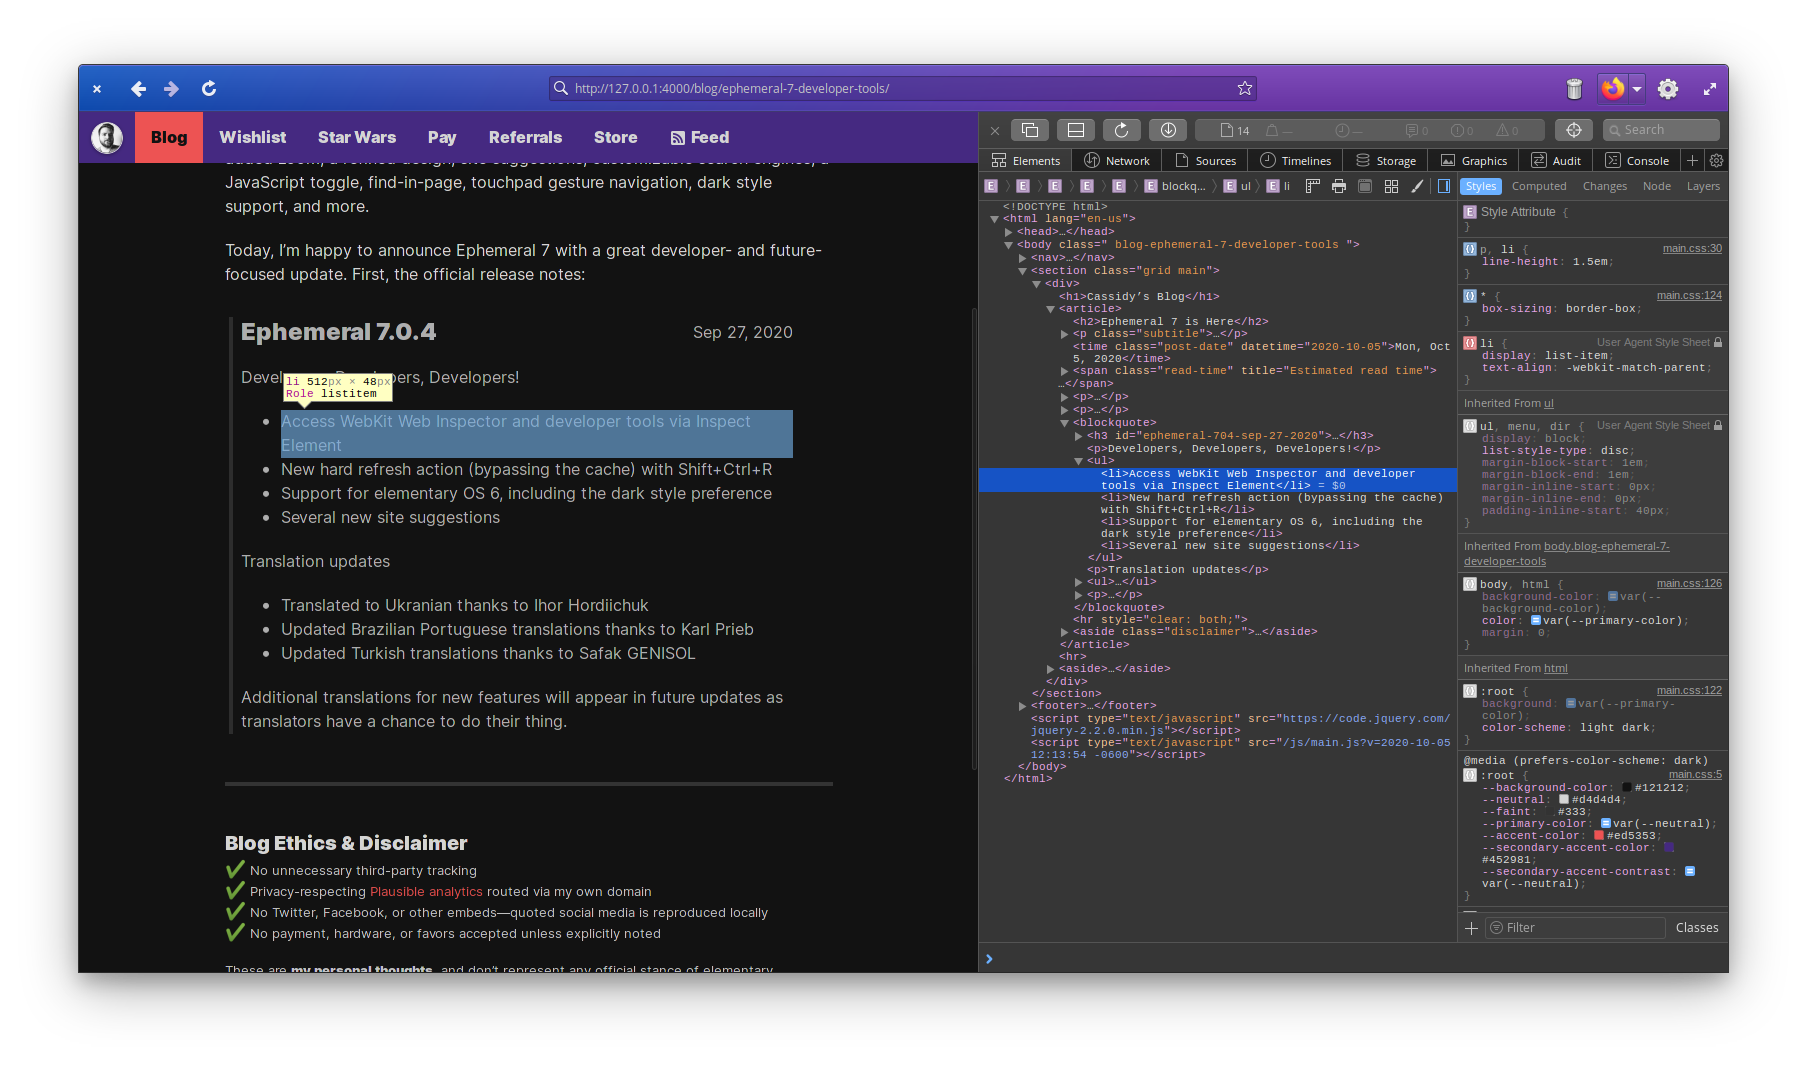 http://127.0.0.1:4000/blog/ephemeral-7-developer-tools/
Blog Wishlist Star Wars Pay Referrals Store Feed
JavaScript toggle, find-in-page, touchpad gesture navigation, dark style
support, and more.
Today, I’m happy to announce Ephemeral 7 with a great developer- and future-
focused update. First, the official release notes:
Ephemeral 7.0.4 Sep 27, 2020
Developers, Developers!
li 512px × 48px
Role listitem
Access WebKit Web Inspector and developer tools via Inspect
Element
New hard refresh action (bypassing the cache) with Shift+Ctrl+R
Support for elementary OS 6, including the dark style preference
Several new site suggestions
Translation updates
Translated to Ukranian thanks to Ihor Hordiichuk
Updated Brazilian Portuguese translations thanks to Karl Prieb
Updated Turkish translations thanks to Safak GENISOL
Additional translations for new features will appear in future updates as
translators have a chance to do their thing.
Blog Ethics & Disclaimer
✔ No unnecessary third-party tracking
✔ Privacy-respecting Plausible analytics routed via my own domain
✔ No Twitter, Facebook, or other embeds—quoted social media is reproduced locally
✔ No payment, hardware, or favors accepted unless explicitly noted
These are my personal thoughts, and don’t represent any official stance of elementary
14 — — 0 0 0 Search
Elements Network Sources Timelines Storage Graphics Audit Console
E E E E E E blockq... E ul E li
Styles Computed Changes Node Layers
<!DOCTYPE html>
<html lang="en-us">
<head>…</head>
<body class=" blog-ephemeral-7-developer-tools ">
<nav>…</nav>
<section class="grid main">
<div>
<h1>Cassidy’s Blog</h1>
<article>
<h2>Ephemeral 7 is Here</h2>
<p class="subtitle">…</p>
<time class="post-date" datetime="2020-10-05">Mon, Oct
5, 2020</time>
<span class="read-time" title="Estimated read time">
…</span>
<p>…</p>
<p>…</p>
<blockquote>
<h3 id="ephemeral-704-sep-27-2020">…</h3>
<p>Developers, Developers, Developers!</p>
<ul>
<li>Access WebKit Web Inspector and developer
tools via Inspect Element</li> = $0
<li>New hard refresh action (bypassing the cache)
with Shift+Ctrl+R</li>
<li>Support for elementary OS 6, including the
dark style preference</li>
<li>Several new site suggestions</li>
</ul>
<p>Translation updates</p>
<ul>…</ul>
<p>…</p>
</blockquote>
<hr style="clear: both;">
<aside class="disclaimer">…</aside>
</article>
<hr>
<aside>…</aside>
</div>
</section>
<footer>…</footer>
<script type="text/javascript" src="https://code.jquery.com/
jquery-2.2.0.min.js"></script>
<script type="text/javascript" src="/js/main.js?v=2020-10-05
12:13:54 -0600"></script>
</body>
</html>
E Style Attribute {
}
p, li { main.css:30
line-height: 1.5em;
}
* { main.css:124
box-sizing: border-box;
}
li { User Agent Style Sheet
display: list-item;
text-align: -webkit-match-parent;
}
Inherited From ul
ul, menu, dir { User Agent Style Sheet
display: block;
list-style-type: disc;
margin-block-start: 1em;
margin-block-end: 1em;
margin-inline-start: 0px;
margin-inline-end: 0px;
padding-inline-start: 40px;
}
Inherited From body.blog-ephemeral-7-
developer-tools
body, html { main.css:126
background-color: var(--
background-color);
color: var(--primary-color);
margin: 0;
}
Inherited From html
:root { main.css:122
background: var(--primary-
color);
color-scheme: light dark;
}
@media (prefers-color-scheme: dark)
:root { main.css:5
--background-color: #121212;
--neutral: #d4d4d4;
--faint: #333;
--primary-color: var(--neutral);
--accent-color: #ed5353;
--secondary-accent-color:
#452981;
--secondary-accent-contrast:
var(--neutral);
}
Filter Classes